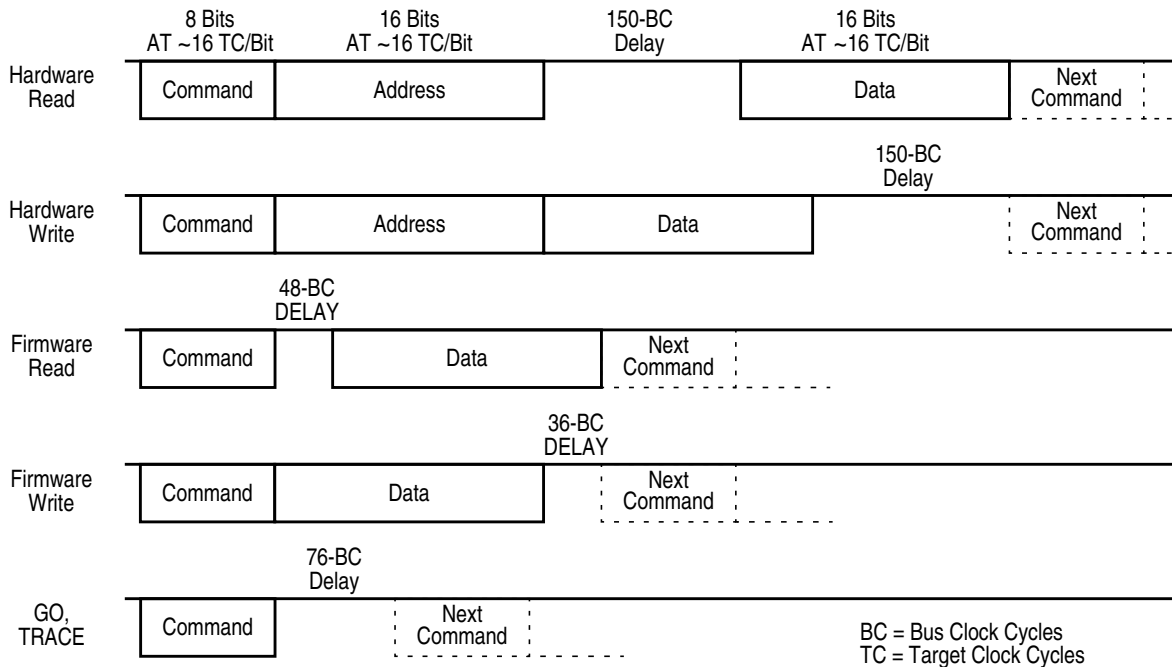 8 Bits
AT ~16 TC/Bit
16 Bits
AT ~16 TC/Bit
150-BC
Delay
16 Bits
AT ~16 TC/Bit
Hardware
Read
Command
Address
Data
Next
Command
150-BC
Delay
Hardware
Write
Command
Address
Data
Next
Command
48-BC
DELAY
Firmware
Read
Command
Data
Next
Command
36-BC
DELAY
Firmware
Write
Command
Data
Next
Command
76-BC
Delay
GO,
TRACE
Command
Next
Command
BC = Bus Clock Cycles
TC = Target Clock Cycles